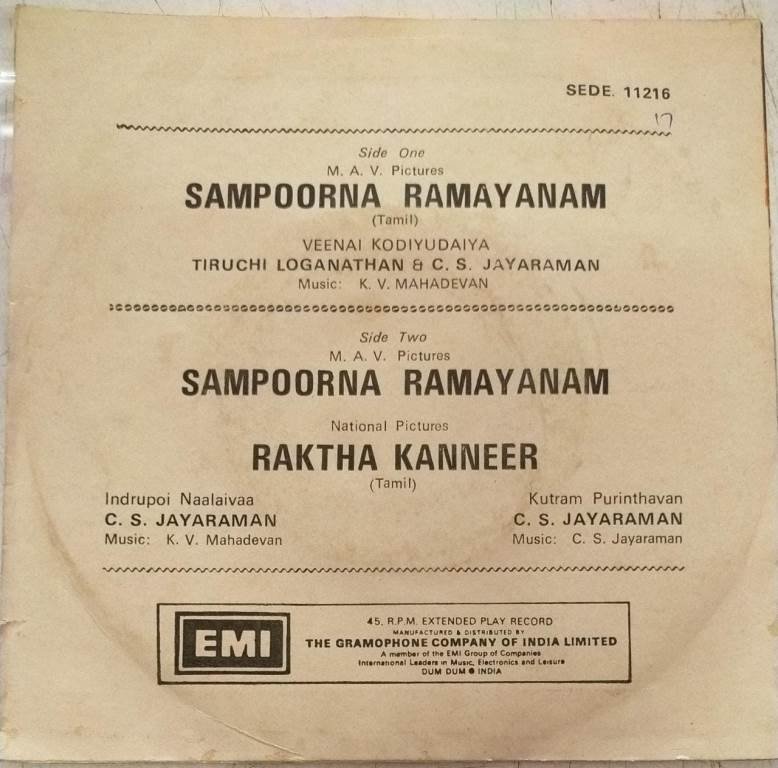 SEDE. 11216
17
Side One
M. A. V. Pictures
SAMPOORNA RAMAYANAM
(Tamil)
VEENAI KODIYUDAIYA
TIRUCHI LOGANATHAN & C. S. JAYARAMAN
Music: K. V. MAHADEVAN
Side Two
M. A. V. Pictures
SAMPOORNA RAMAYANAM
National Pictures
RAKTHA KANNEER
(Tamil)
Indrupoi Naalaivaa
C. S. JAYARAMAN
Music: K. V. Mahadevan
Kutram Purinthavan
C. S. JAYARAMAN
Music: C. S. Jayaraman
EMI
45. R.P.M. EXTENDED PLAY RECORD
MANUFACTURED & DISTRIBUTED BY
THE GRAMOPHONE COMPANY OF INDIA LIMITED
A member of the EMI Group of Companies
International Leaders in Music, Electronics and Leisure
DUM DUM ● INDIA